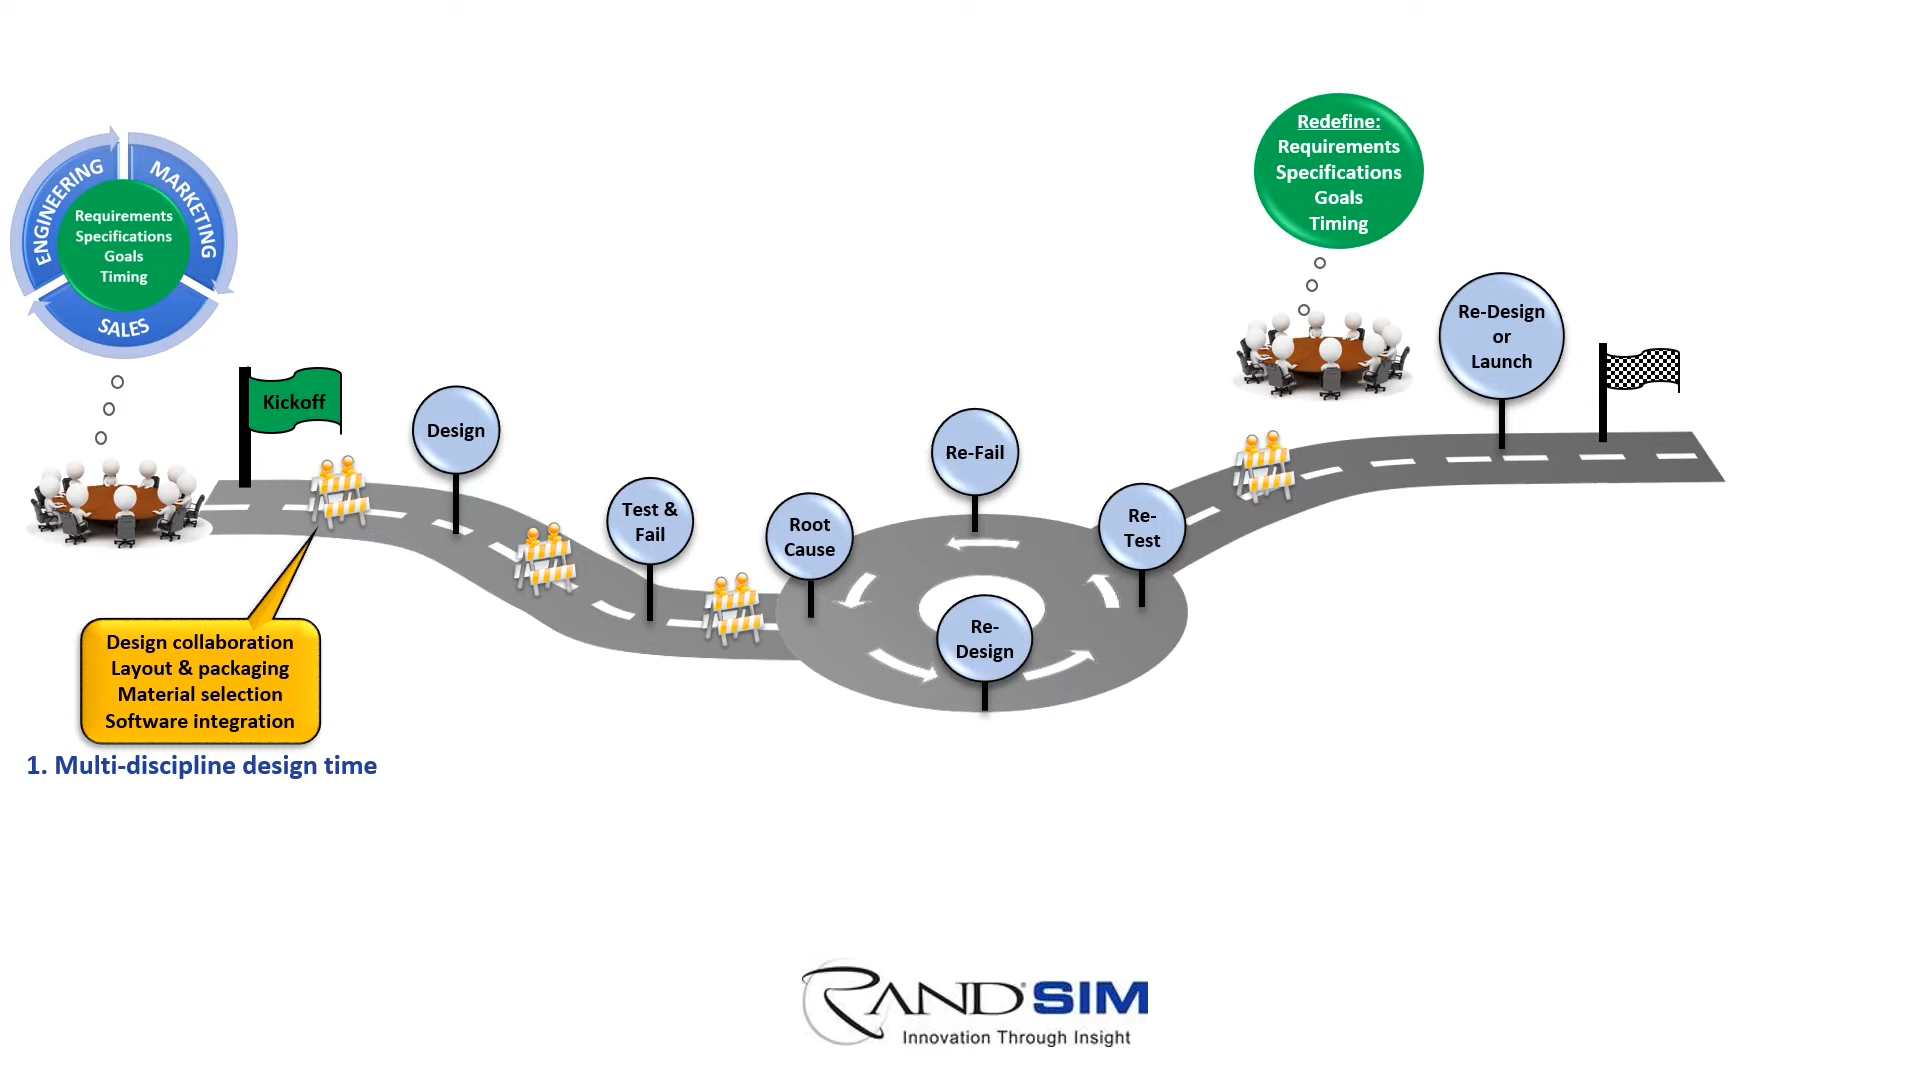 ENGINEERING
MARKETING
SALES
Requirements
Specifications
Goals
Timing
Kickoff
Design
Test &
Fail
Root
Cause
Re-Fail
Re-
Design
Re-
Test
Redefine:
Requirements
Specifications
Goals
Timing
Re-Design
or
Launch
Design collaboration
Layout & packaging
Material selection
Software integration
1. Multi-discipline design time
RAND® SIM
Innovation Through Insight